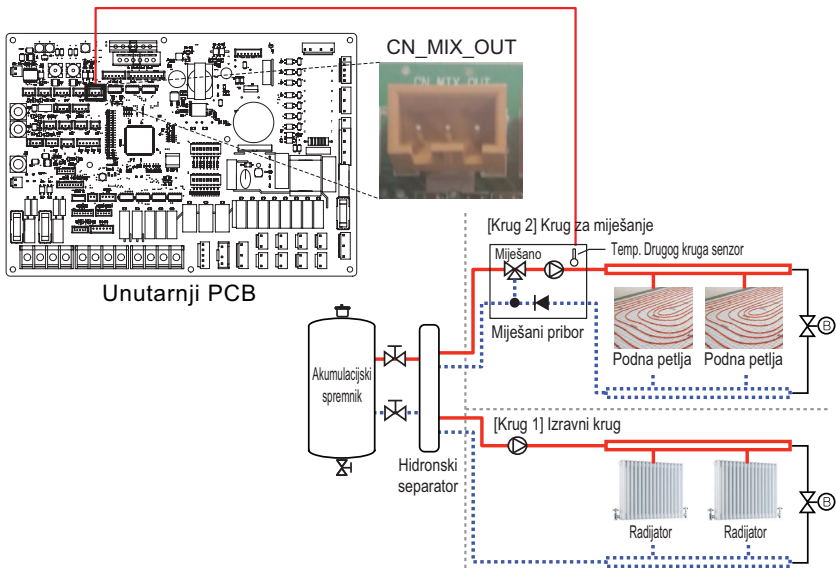 CN_MIX_OUT
CN_MIX_OUT
Unutarnji PCB
[Krug 2] Krug za miješanje
Miješano
Temp. Drugog kruga senzor
Miješani pribor
Podna petlja
Podna petlja
B
Akumulacijski
spremnik
Hidronski
separator
[Krug 1] Izravni krug
Radijator
Radijator
B